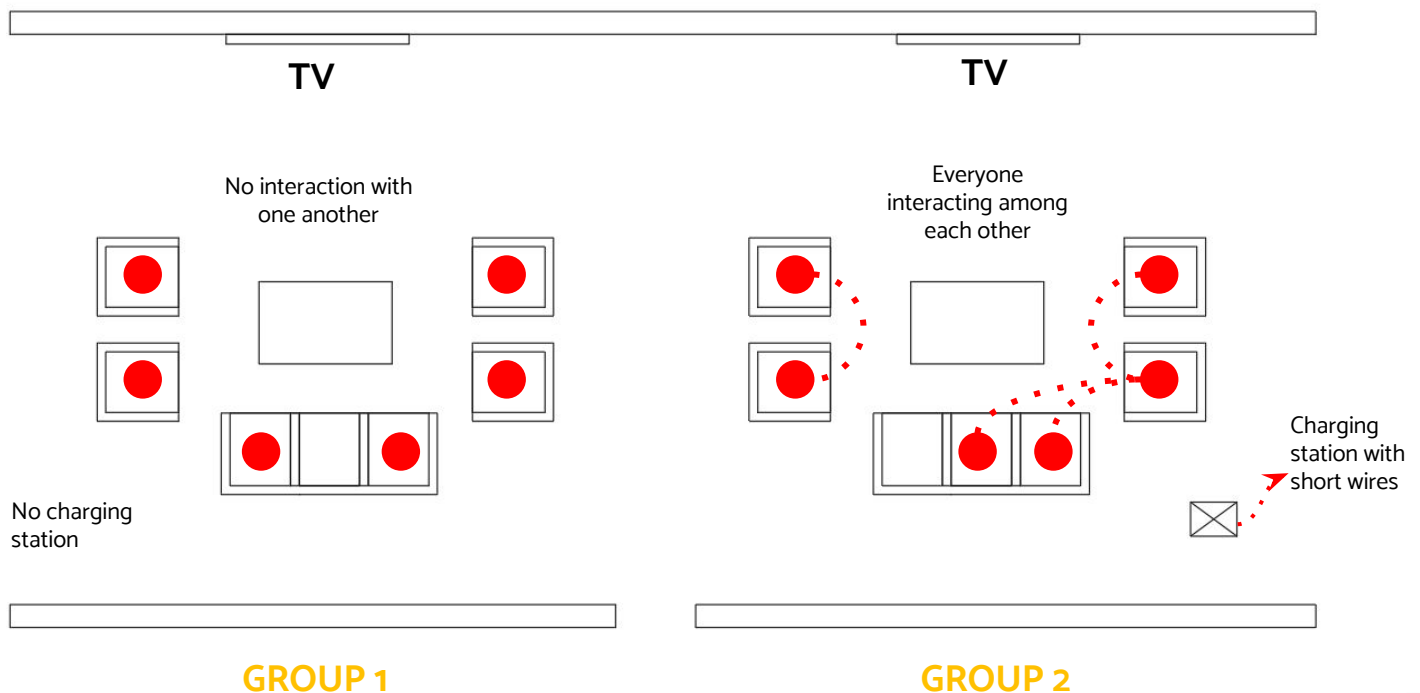 TV
TV
No interaction with
one another
Everyone
interacting among
each other
Charging
station with
short wires
No charging
station
GROUP 1
GROUP 2